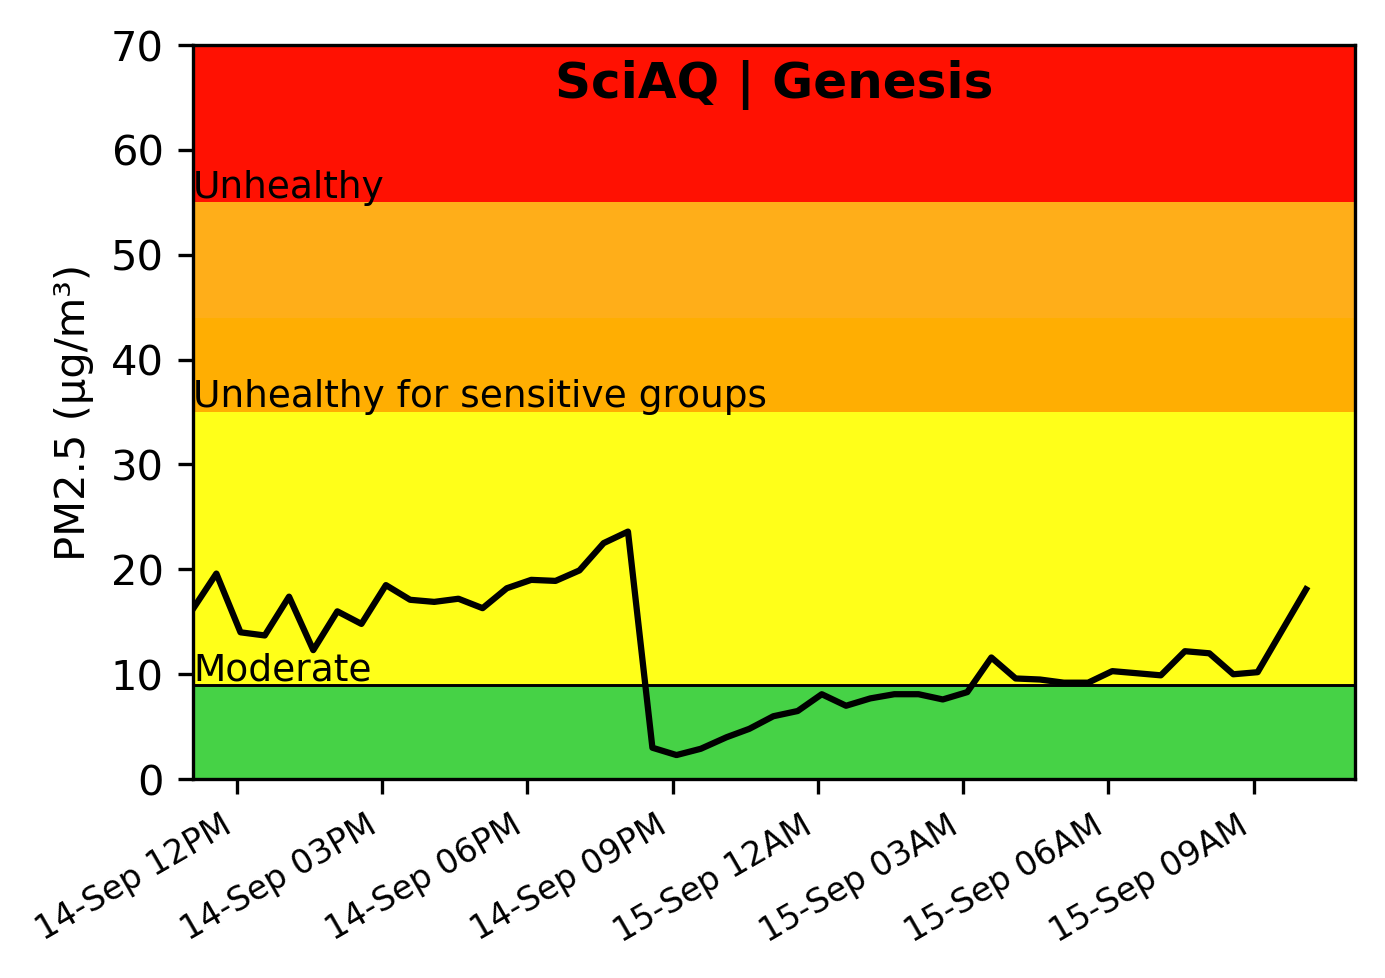 SciAQ | Genesis
70
60
50
40
30
20
10
0
PM2.5 (µg/m³)
Unhealthy
Unhealthy for sensitive groups
Moderate
14-Sep 12PM
14-Sep 03PM
14-Sep 06PM
14-Sep 09PM
15-Sep 12AM
15-Sep 03AM
15-Sep 06AM
15-Sep 09AM